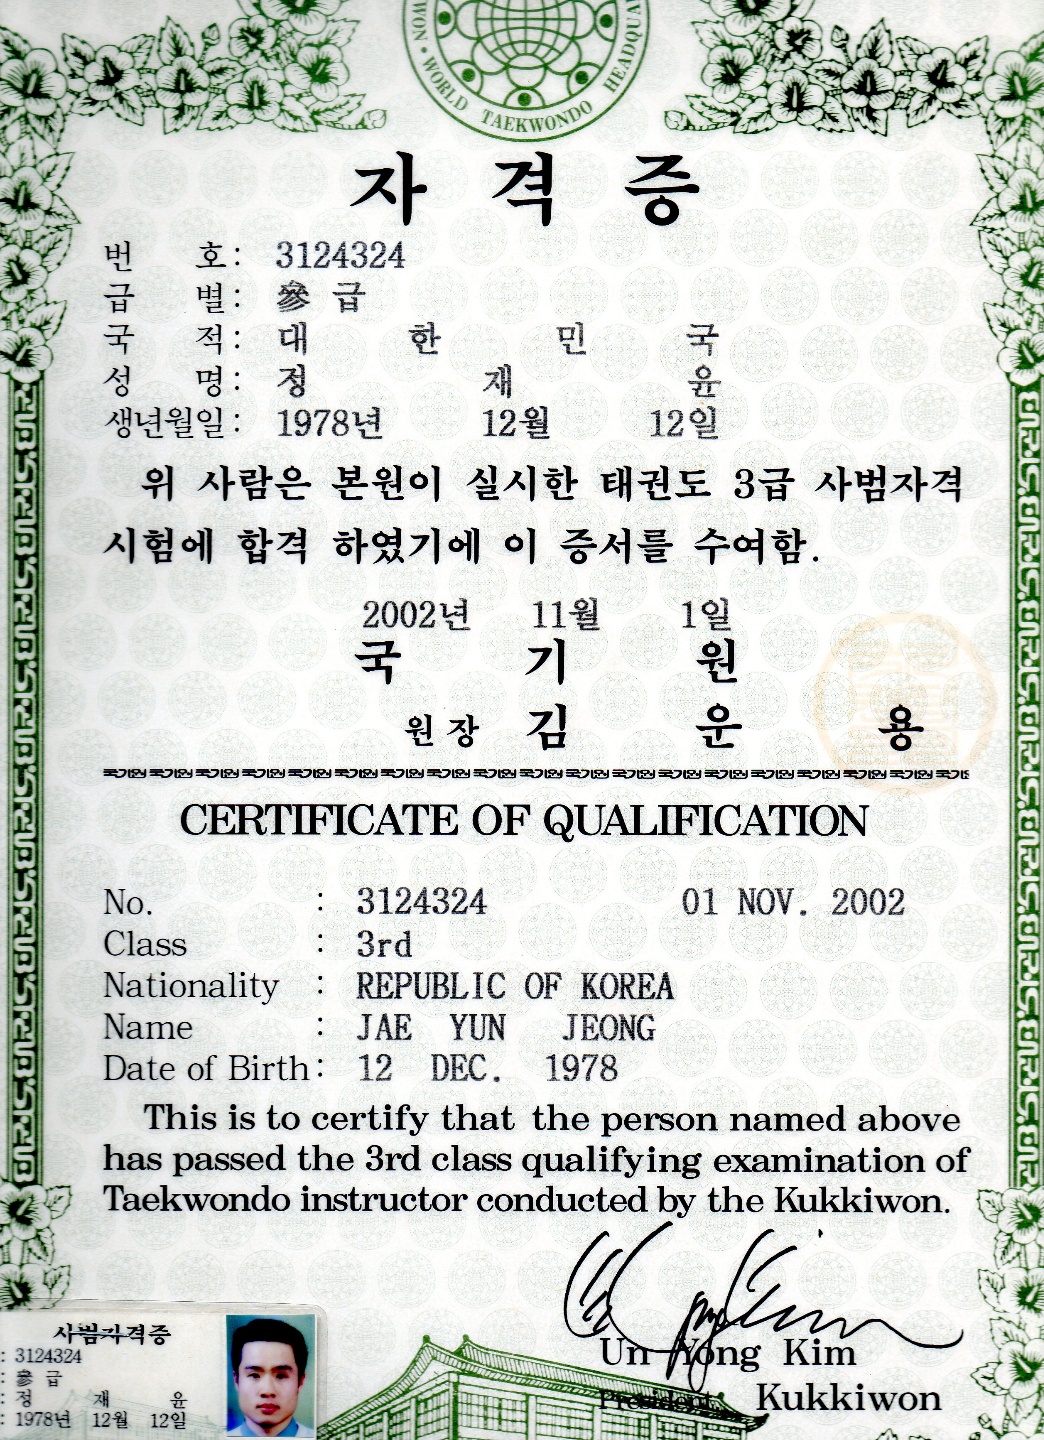 WON • WORLD TAEKWONDO HEADQUA
자 격 증
번 호 : 3124324
급 별 : 參 급
국 적 : 대 한 민 국
성 명 : 정 재 윤
생년월일 : 1978년 12월 12일
위 사람은 본원이 실시한 태권도 3급 사범자격
시험에 합격 하였기에 이 증서를 수여함.
2002년 11월 1일
국 기 원
원장 김 운 용
CERTIFICATE OF QUALIFICATION
No. : 3124324 01 NOV. 2002
Class : 3rd
Nationality : REPUBLIC OF KOREA
Name : JAE YUN JEONG
Date of Birth : 12 DEC. 1978
This is to certify that the person named above
has passed the 3rd class qualifying examination of
Taekwondo instructor conducted by the Kukkiwon.
Un Yong Kim
President, Kukkiwon
사범자격증
: 3124324
: 參 급
: 정 재 윤
: 1978년 12월 12일